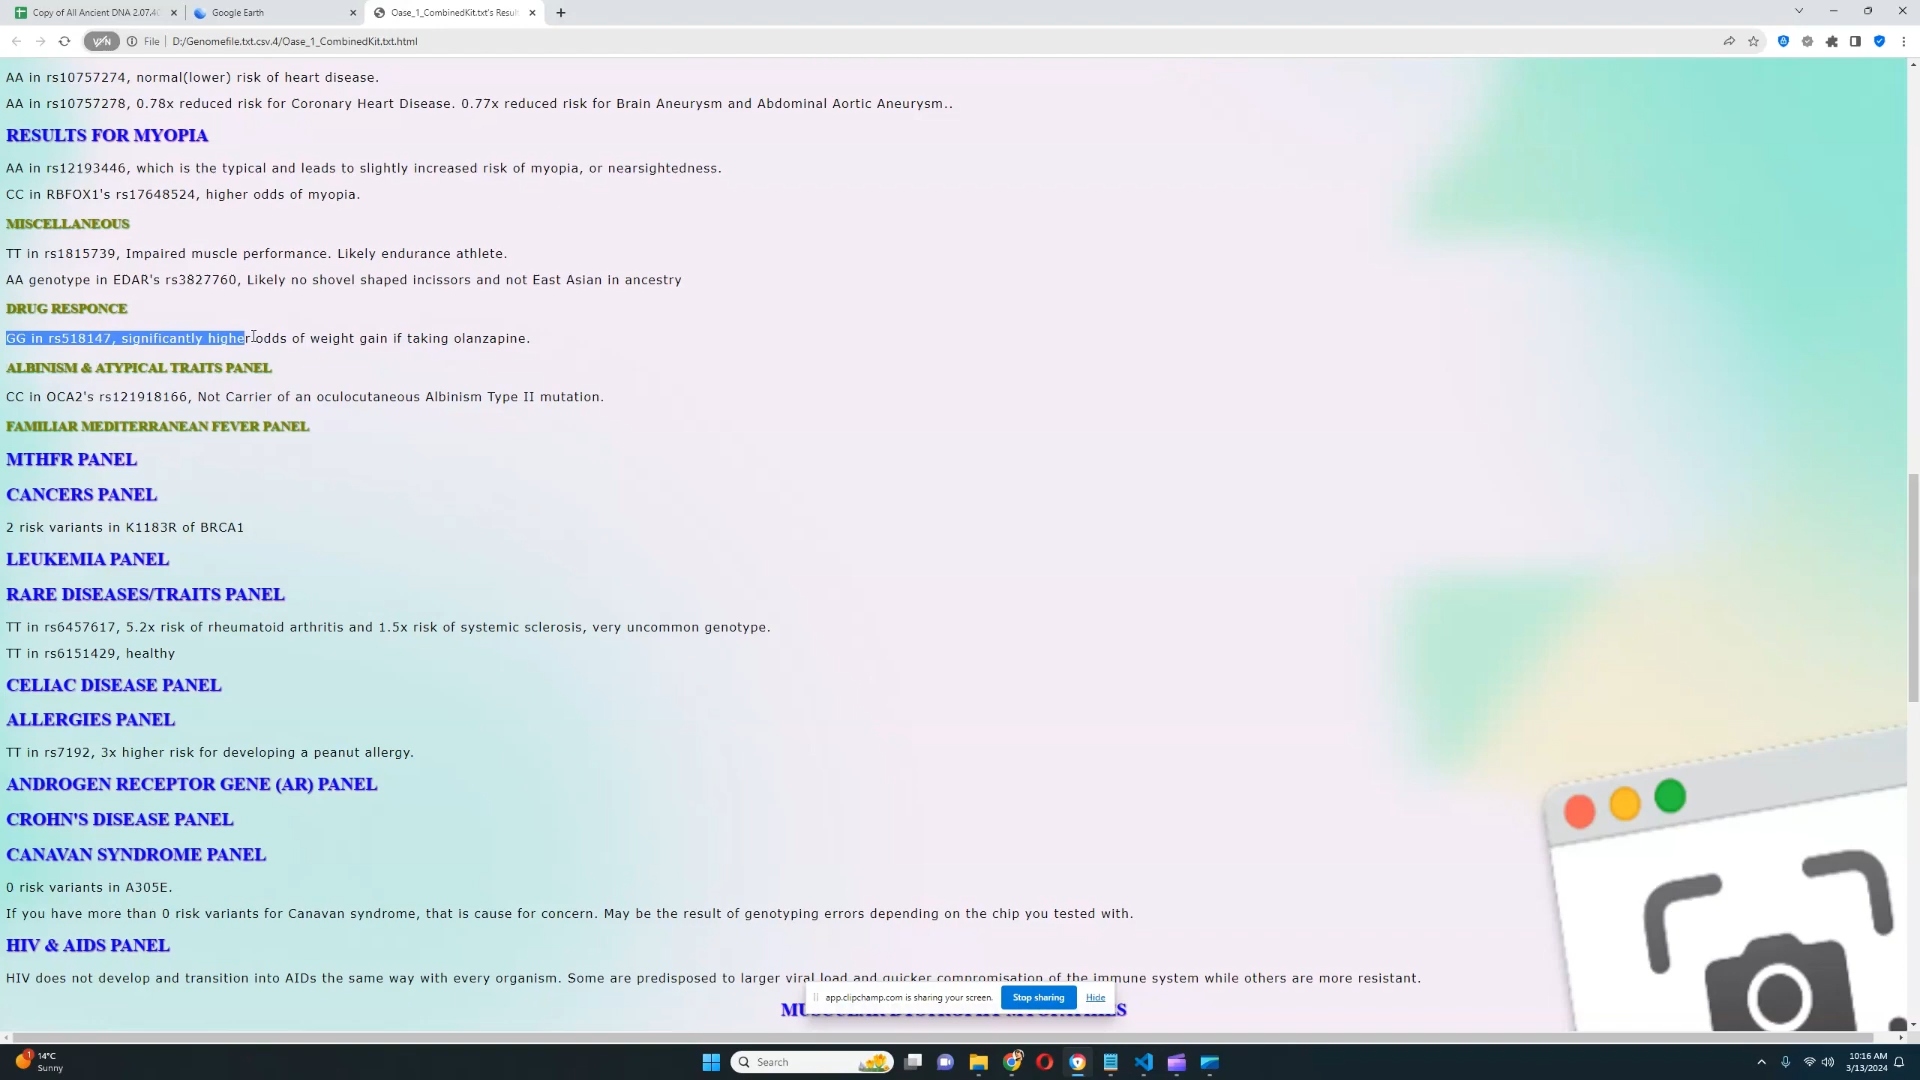 Copy of All Ancient DNA 2.07.40
Google Earth
Oase_1_CombinedKit.txt's Resul
VPN
File
D:/Genomefile.txt.csv.4/Oase_1_CombinedKit.txt.html
AA in rs10757274, normal(lower) risk of heart disease.
AA in rs10757278, 0.78x reduced risk for Coronary Heart Disease. 0.77x reduced risk for Brain Aneurysm and Abdominal Aortic Aneurysm..
RESULTS FOR MYOPIA
AA in rs12193446, which is the typical and leads to slightly increased risk of myopia, or nearsightedness.
CC in RBFOX1's rs17648524, higher odds of myopia.
MISCELLANEOUS
TT in rs1815739, Impaired muscle performance. Likely endurance athlete.
AA genotype in EDAR's rs3827760, Likely no shovel shaped incissors and not East Asian in ancestry
DRUG RESPONCE
GG in rs518147, significantly higher odds of weight gain if taking olanzapine.
ALBINISM & ATYPICAL TRAITS PANEL
CC in OCA2's rs121918166, Not Carrier of an oculocutaneous Albinism Type II mutation.
FAMILIAR MEDITERRANEAN FEVER PANEL
MTHFR PANEL
CANCERS PANEL
2 risk variants in K1183R of BRCA1
LEUKEMIA PANEL
RARE DISEASES/TRAITS PANEL
TT in rs6457617, 5.2x risk of rheumatoid arthritis and 1.5x risk of systemic sclerosis, very uncommon genotype.
TT in rs6151429, healthy
CELIAC DISEASE PANEL
ALLERGIES PANEL
TT in rs7192, 3x higher risk for developing a peanut allergy.
ANDROGEN RECEPTOR GENE (AR) PANEL
CROHN'S DISEASE PANEL
CANAVAN SYNDROME PANEL
0 risk variants in A305E.
If you have more than 0 risk variants for Canavan syndrome, that is cause for concern. May be the result of genotyping errors depending on the chip you tested with.
HIV & AIDS PANEL
HIV does not develop and transition into AIDs the same way with every organism. Some are predisposed to larger viral load and quicker compromisation of the immune system while others are more resistant.
app.clipchamp.com is sharing your screen.
Stop sharing
Hide
MUSCULAR DYSTROPHY MYOPATHIES
1
14°C
Sunny
Search
10:16 AM
3/13/2024